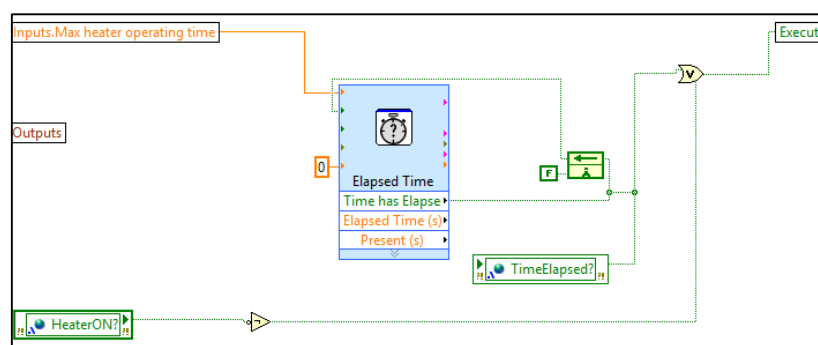 Inputs.Max heater operating time
Execut
Outputs
?
0
Elapsed Time
Time has Elapse
Elapsed Time (s)
Present (s)
F
V
TimeElapsed?
HeaterON?